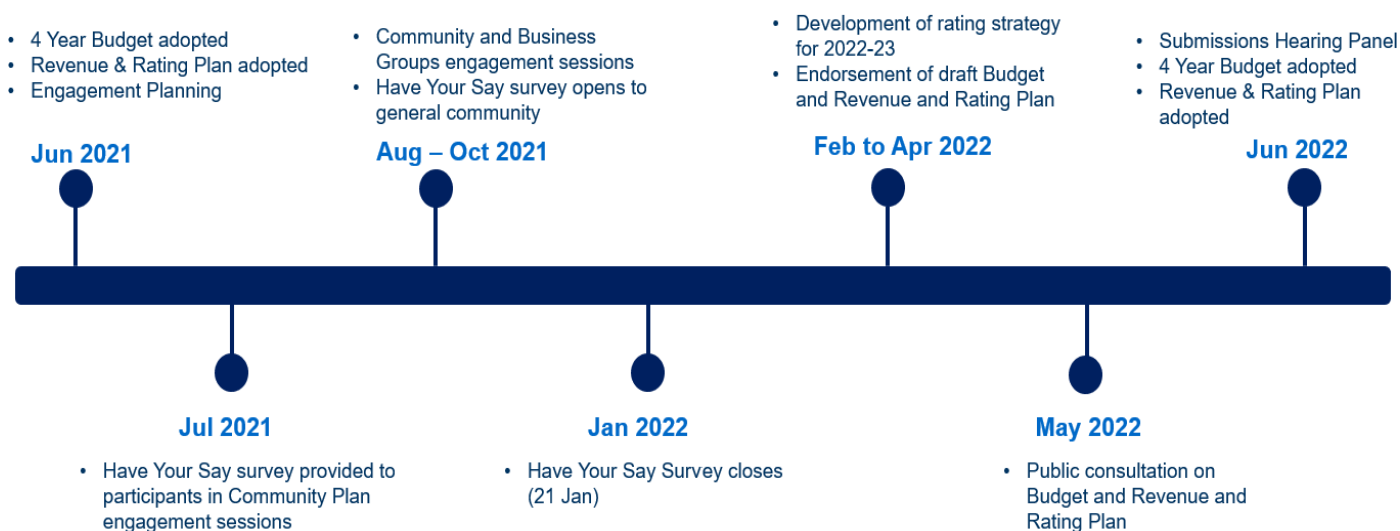 • 4 Year Budget adopted
• Revenue & Rating Plan adopted
• Engagement Planning
Jun 2021
• Community and Business
Groups engagement sessions
• Have Your Say survey opens to
general community
Aug – Oct 2021
• Development of rating strategy
for 2022-23
• Endorsement of draft Budget
and Revenue and Rating Plan
Feb to Apr 2022
• Submissions Hearing Panel
• 4 Year Budget adopted
• Revenue & Rating Plan
adopted
Jun 2022
Jul 2021
• Have Your Say survey provided to
participants in Community Plan
engagement sessions
Jan 2022
• Have Your Say Survey closes
(21 Jan)
May 2022
• Public consultation on
Budget and Revenue and
Rating Plan